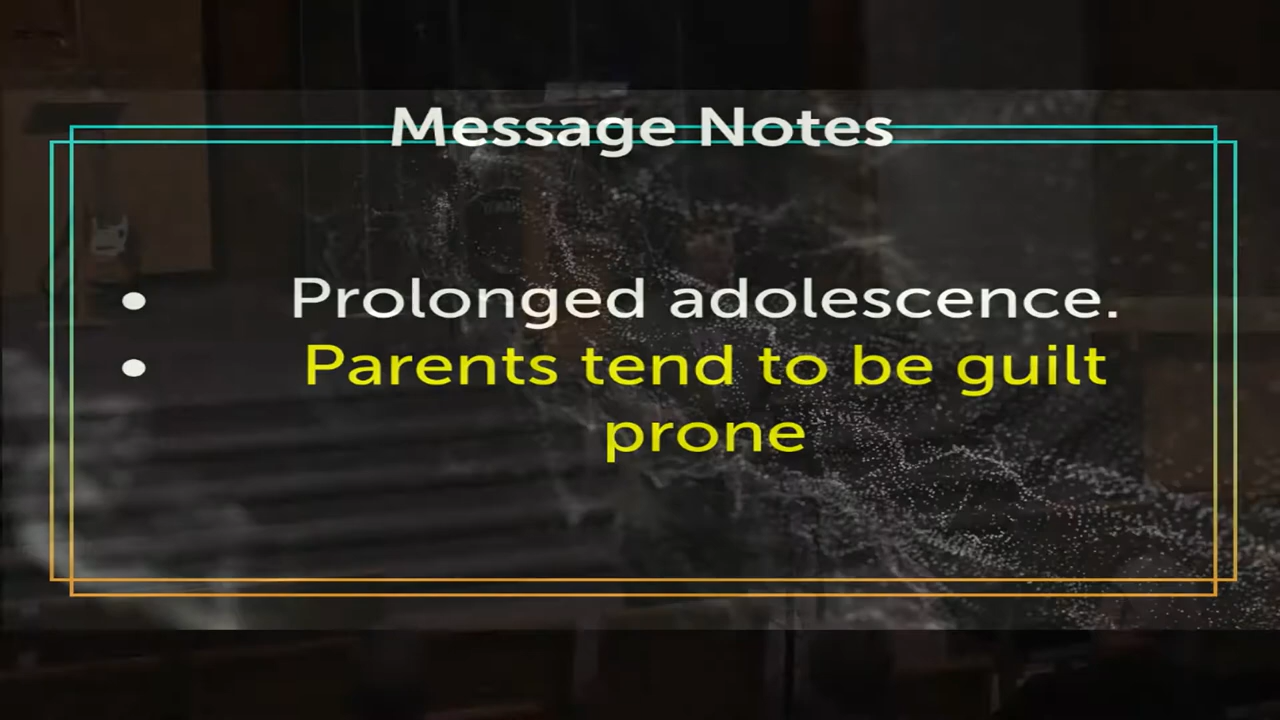 Message Notes
• Prolonged adolescence.
• Parents tend to be guilt
prone